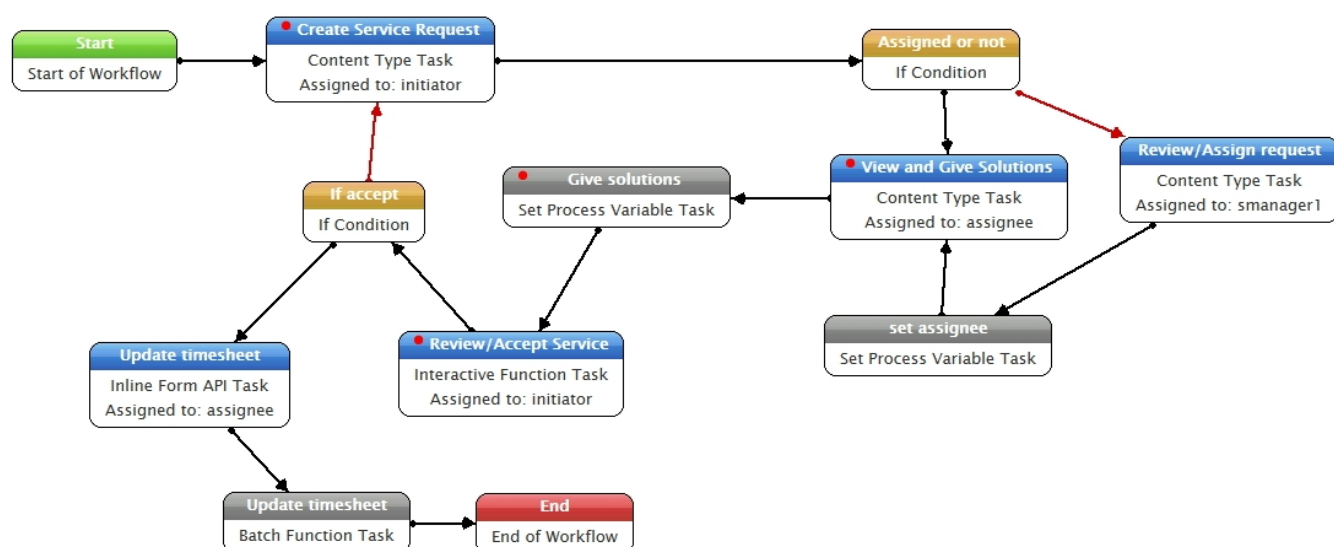 Start
Start of Workflow
Create Service Request
Content Type Task
Assigned to: initiator
Assigned or not
If Condition
Review/Assign request
Content Type Task
Assigned to: smanager1
View and Give Solutions
Content Type Task
Assigned to: assignee
Give solutions
Set Process Variable Task
If accept
If Condition
set assignee
Set Process Variable Task
Review/Accept Service
Interactive Function Task
Assigned to: initiator
Update timesheet
Inline Form API Task
Assigned to: assignee
Update timesheet
Batch Function Task
End
End of Workflow